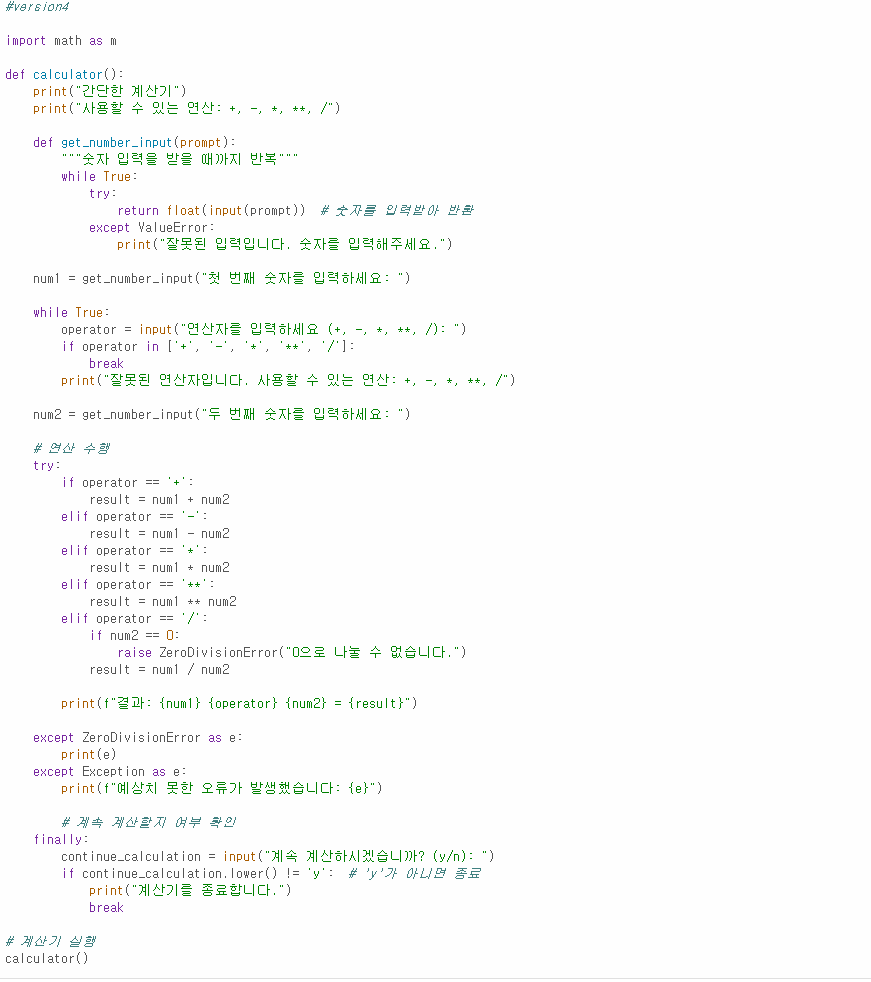 #version4
import math as m
def calculator():
    print("간단한 계산기")
    print("사용할 수 있는 연산: +, -, *, **, /")
    def get_number_input(prompt):
        """숫자 입력을 받을 때까지 반복"""
        while True:
            try:
                return float(input(prompt))  # 숫자를 입력받아 반환
            except ValueError:
                print("잘못된 입력입니다. 숫자를 입력해주세요.")
    num1 = get_number_input("첫 번째 숫자를 입력하세요: ")
    while True:
        operator = input("연산자를 입력하세요 (+, -, *, **, /): ")
        if operator in ['+', '-', '*', '**', '/']:
            break
        print("잘못된 연산자입니다. 사용할 수 있는 연산: +, -, *, **, /")
    num2 = get_number_input("두 번째 숫자를 입력하세요: ")
    # 연산 수행
    try:
        if operator == '+':
            result = num1 + num2
        elif operator == '-':
            result = num1 - num2
        elif operator == '*':
            result = num1 * num2
        elif operator == '**':
            result = num1 ** num2
        elif operator == '/':
            if num2 == 0:
                raise ZeroDivisionError("0으로 나눌 수 없습니다.")
            result = num1 / num2
        print(f"결과: {num1} {operator} {num2} = {result}")
    except ZeroDivisionError as e:
        print(e)
    except Exception as e:
        print(f"예상치 못한 오류가 발생했습니다: {e}")
        # 계속 계산할지 여부 확인
    finally:
        continue_calculation = input("계속 계산하시겠습니까? (y/n): ")
        if continue_calculation.lower() != 'y':  # 'y'가 아니면 종료
            print("계산기를 종료합니다.")
            break
# 계산기 실행
calculator()